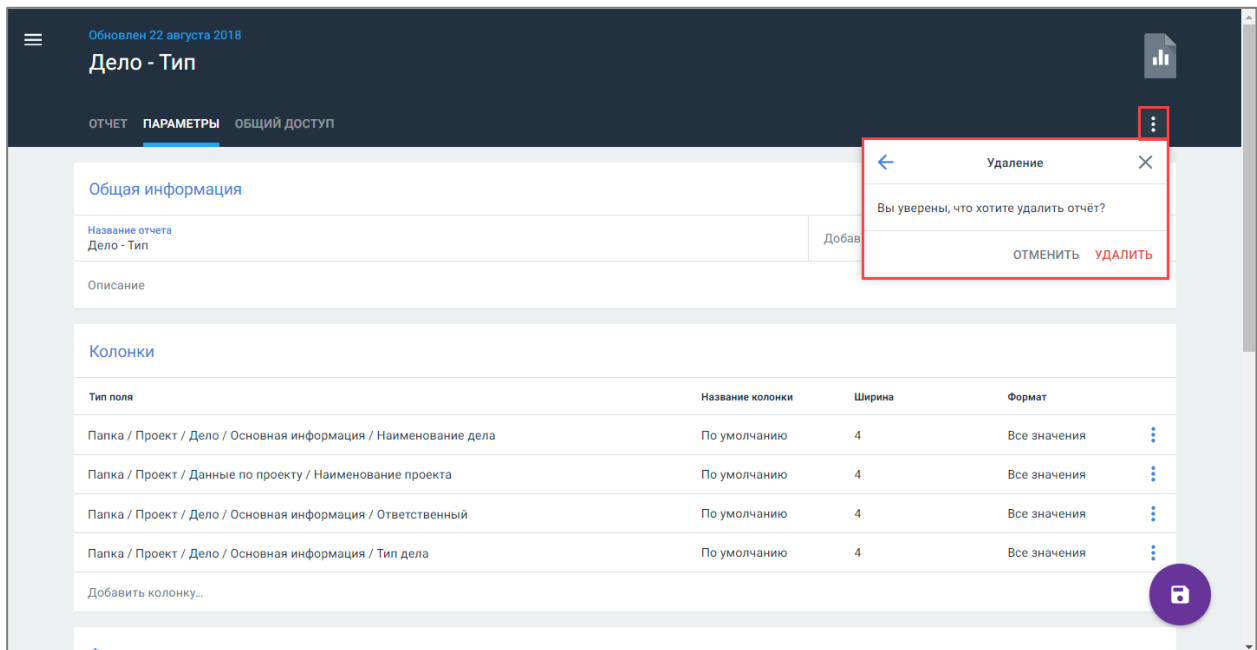 Обновлен 22 августа 2018
Дело - Тип
ОТЧЕТ ПАРАМЕТРЫ ОБЩИЙ ДОСТУП
Удаление
Вы уверены, что хотите удалить отчёт?
ОТМЕНИТЬ УДАЛИТЬ
Общая информация
Название отчета
Дело - Тип
Добав
Описание
Колонки
Тип поля Название колонки Ширина Формат
Папка / Проект / Дело / Основная информация / Наименование дела По умолчанию 4 Все значения
Папка / Проект / Данные по проекту / Наименование проекта По умолчанию 4 Все значения
Папка / Проект / Дело / Основная информация / Ответственный По умолчанию 4 Все значения
Папка / Проект / Дело / Основная информация / Тип дела По умолчанию 4 Все значения
Добавить колонку...